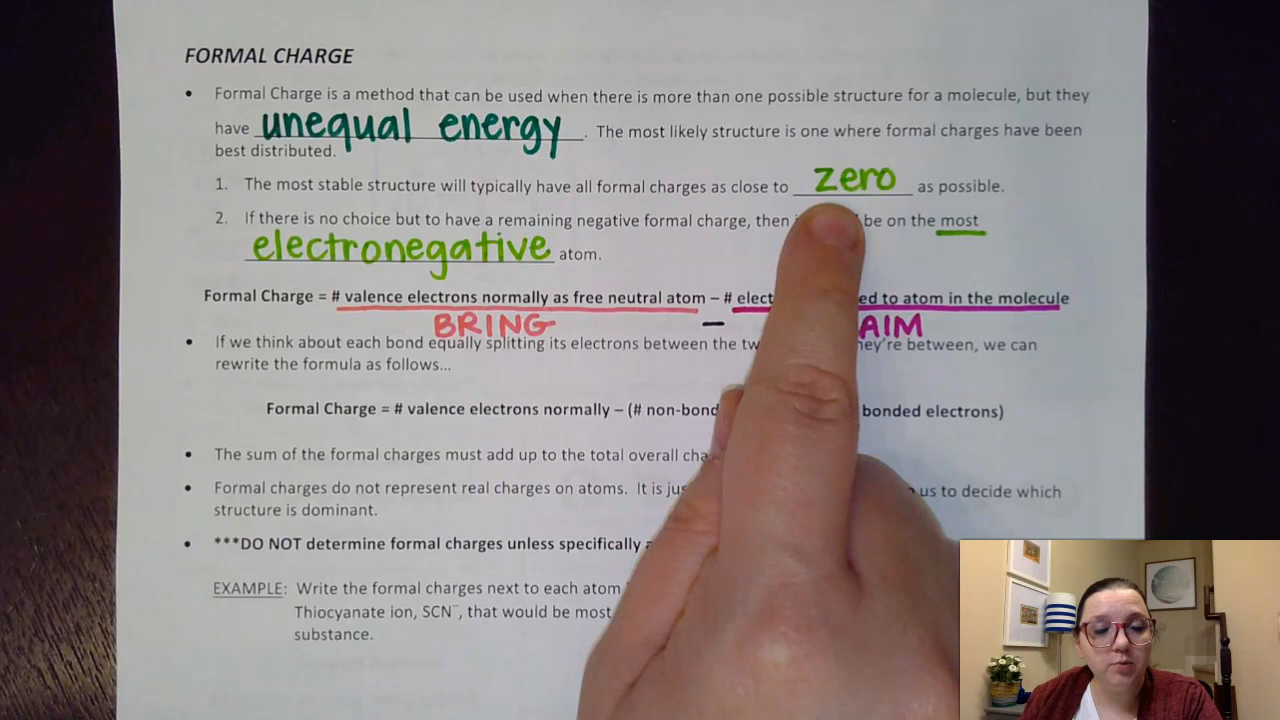 FORMAL CHARGE
• Formal Charge is a method that can be used when there is more than one possible structure for a molecule, but they
have unequal energy. The most likely structure is one where formal charges have been
best distributed.
1. The most stable structure will typically have all formal charges as close to zero as possible.
2. If there is no choice but to have a remaining negative formal charge, then be on the most
electronegative atom.
Formal Charge = # valence electrons normally as free neutral atom – # elect ed to atom in the molecule
BRING – AIM
• If we think about each bond equally splitting its electrons between the tw they're between, we can
rewrite the formula as follows...
Formal Charge = # valence electrons normally – (# non-bond bonded electrons)
• The sum of the formal charges must add up to the total overall cha
• Formal charges do not represent real charges on atoms. It is jus us to decide which
structure is dominant.
• ***DO NOT determine formal charges unless specifically a
EXAMPLE: Write the formal charges next to each atom
Thiocyanate ion, SCN⁻, that would be most
substance.